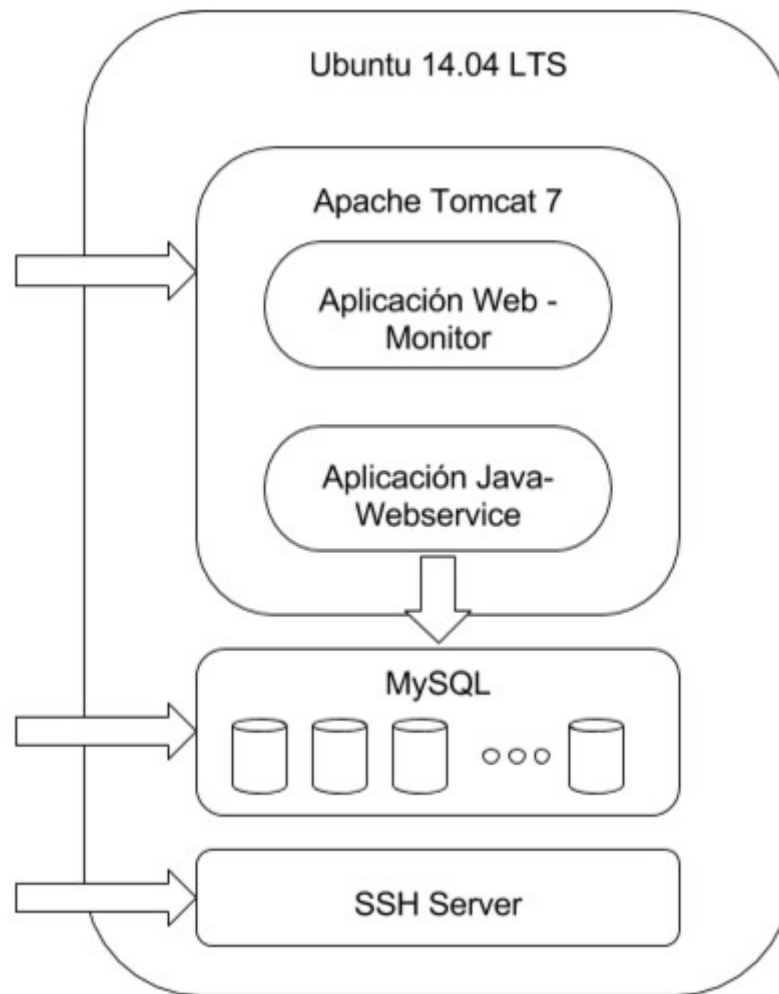 Ubuntu 14.04 LTS
Apache Tomcat 7
Aplicación Web -
Monitor
Aplicación Java-
Webservice
MySQL
SSH Server